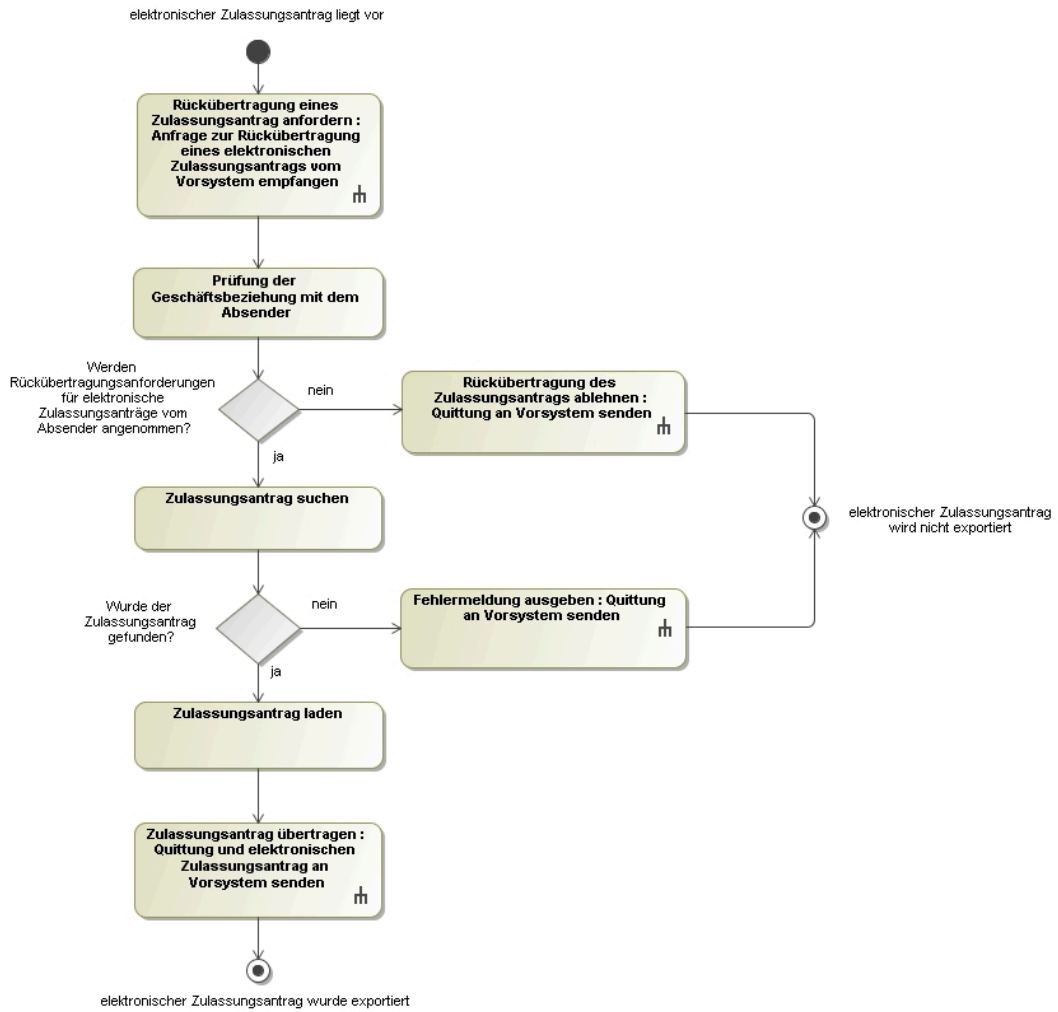 elektronischer Zulassungsantrag liegt vor
Rückübertragung eines
Zulassungsantrag anfordern :
Anfrage zur Rückübertragung
eines elektronischen
Zulassungsantrags vom
Vorsystem empfangen
Prüfung der
Geschäftsbeziehung mit dem
Absender
Werden
Rückübertragungsanforderungen
für elektronische
Zulassungsanträge vom
Absender angenommen?
nein
Rückübertragung des
Zulassungsantrags ablehnen :
Quittung an Vorsystem senden
ja
Zulassungsantrag suchen
elektronischer Zulassungsantrag
wird nicht exportiert
Wurde der
Zulassungsantrag
gefunden?
nein
Fehlermeldung ausgeben : Quittung
an Vorsystem senden
ja
Zulassungsantrag laden
Zulassungsantrag übertragen :
Quittung und elektronischen
Zulassungsantrag an
Vorsystem senden
elektronischer Zulassungsantrag wurde exportiert